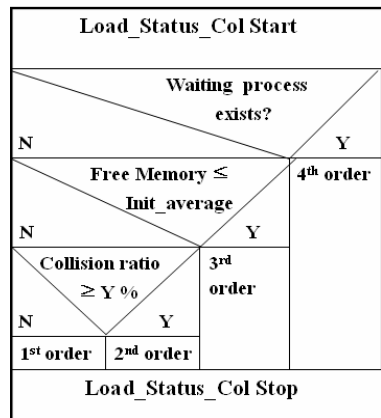 Load_Status_Col Start
Waiting process
exists?
N
Y
Free Memory ≤
Init_average
4th order
N
Y
Collision ratio
≥ Y %
3rd
order
N
Y
1st order
2nd order
Load_Status_Col Stop